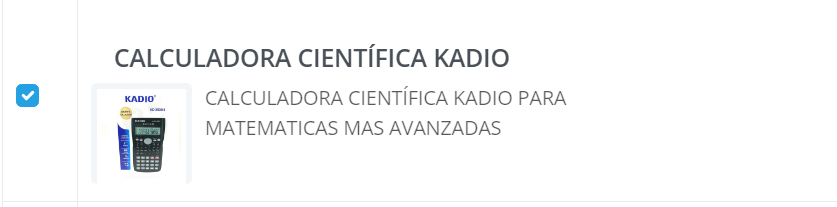 CALCULADORA CIENTÍFICA KADIO
KADIO
CALCULADORA CIENTÍFICA KADIO PARA
MATEMATICAS MAS AVANZADAS